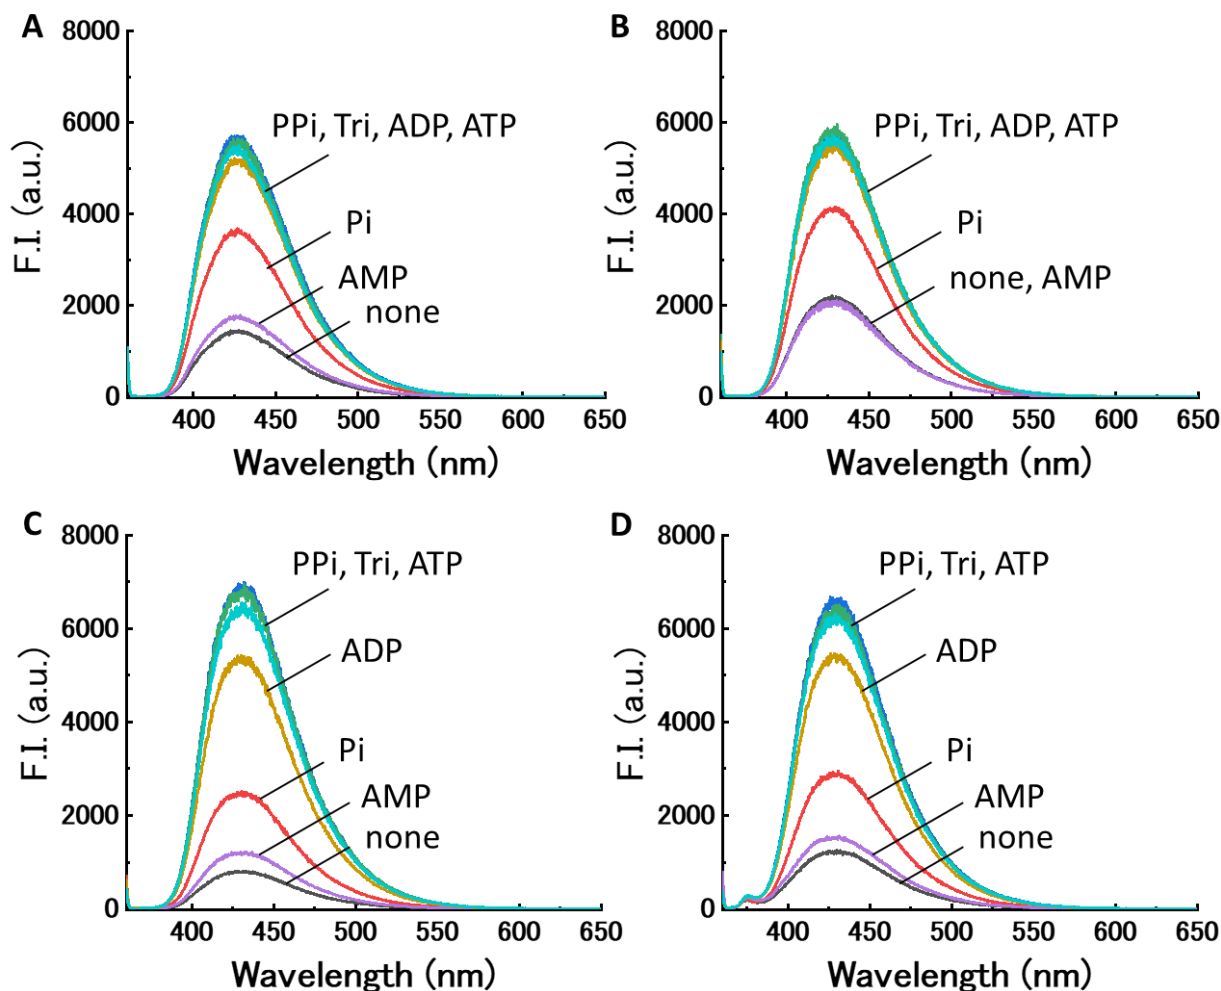 A
8000
6000
4000
2000
0
F.I. (a.u.)
PPi, Tri, ADP, ATP
Pi
AMP
none
400 450 500 550 600 650
Wavelength (nm)
B
8000
6000
4000
2000
0
F.I. (a.u.)
PPi, Tri, ADP, ATP
Pi
none, AMP
400 450 500 550 600 650
Wavelength (nm)
C
8000
6000
4000
2000
0
F.I. (a.u.)
PPi, Tri, ATP
ADP
Pi
AMP
none
400 450 500 550 600 650
Wavelength (nm)
D
8000
6000
4000
2000
0
F.I. (a.u.)
PPi, Tri, ATP
ADP
Pi
AMP
none
400 450 500 550 600 650
Wavelength (nm)